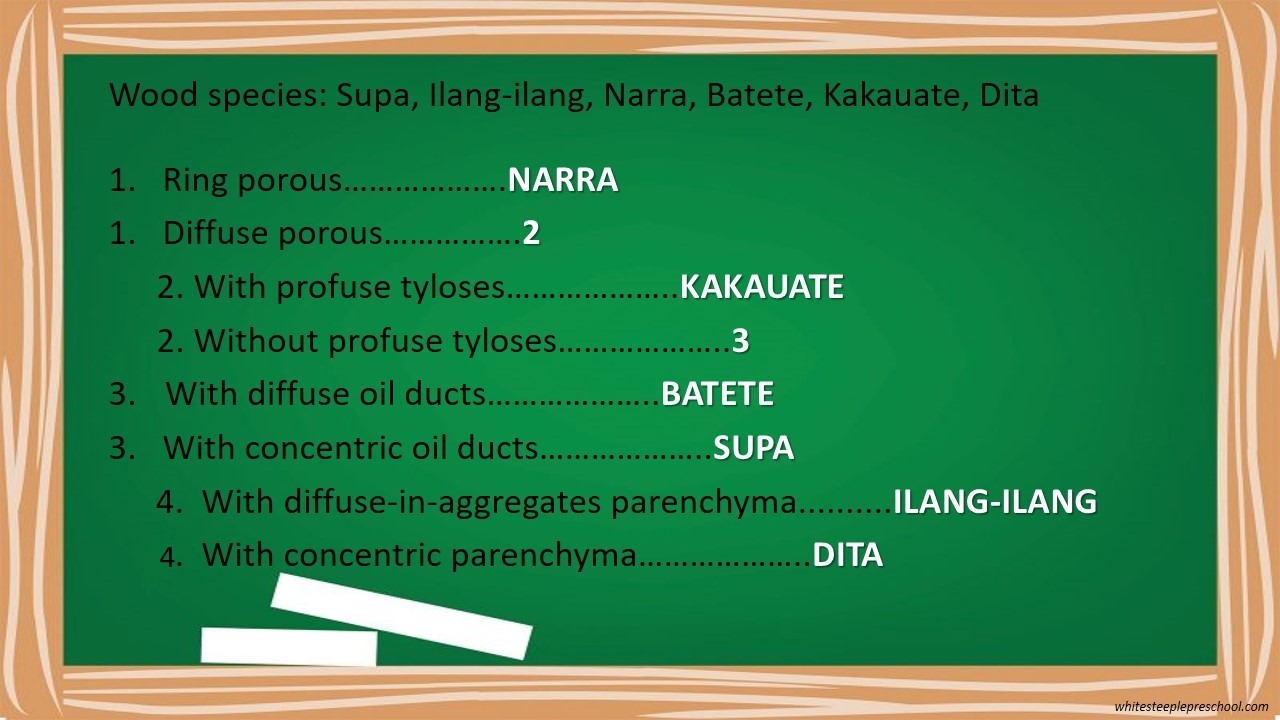 Wood species: Supa, Ilang-ilang, Narra, Batete, Kakauate, Dita
1. Ring porous……………….NARRA
1. Diffuse porous…………….2
2. With profuse tyloses………………..KAKAUATE
2. Without profuse tyloses………………..3
3. With diffuse oil ducts………………..BATETE
3. With concentric oil ducts………………..SUPA
4. With diffuse-in-aggregates parenchyma..........ILANG-ILANG
4. With concentric parenchyma………………..DITA
whitesteeplepreschool.com